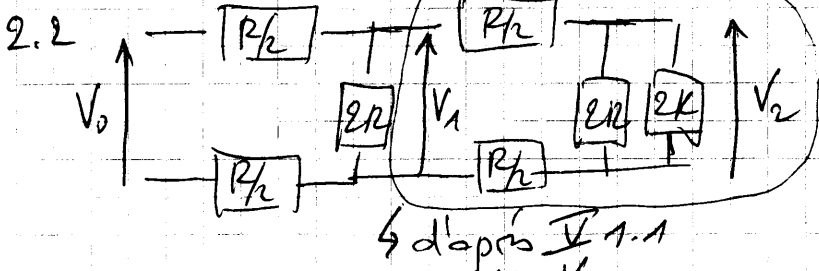 2.2
R/2 R/2
V₀ 2R V₁ 2R 2R V₂
R/2 R/2
↳ d'après V 1.1